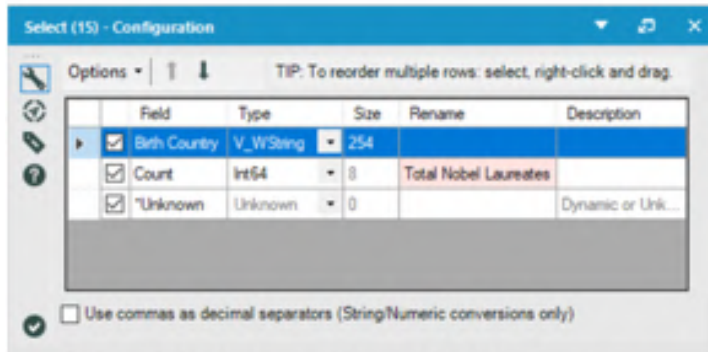 Select (15) - Configuration
Options TIP: To reorder multiple rows: select, right-click and drag.
Field Type Size Rename Description
Birth Country V_WString 254
Count Int64 8 Total Nobel Laureates
*Unknown Unknown 0 Dynamic or Unk...
Use commas as decimal separators (String/Numeric conversions only)